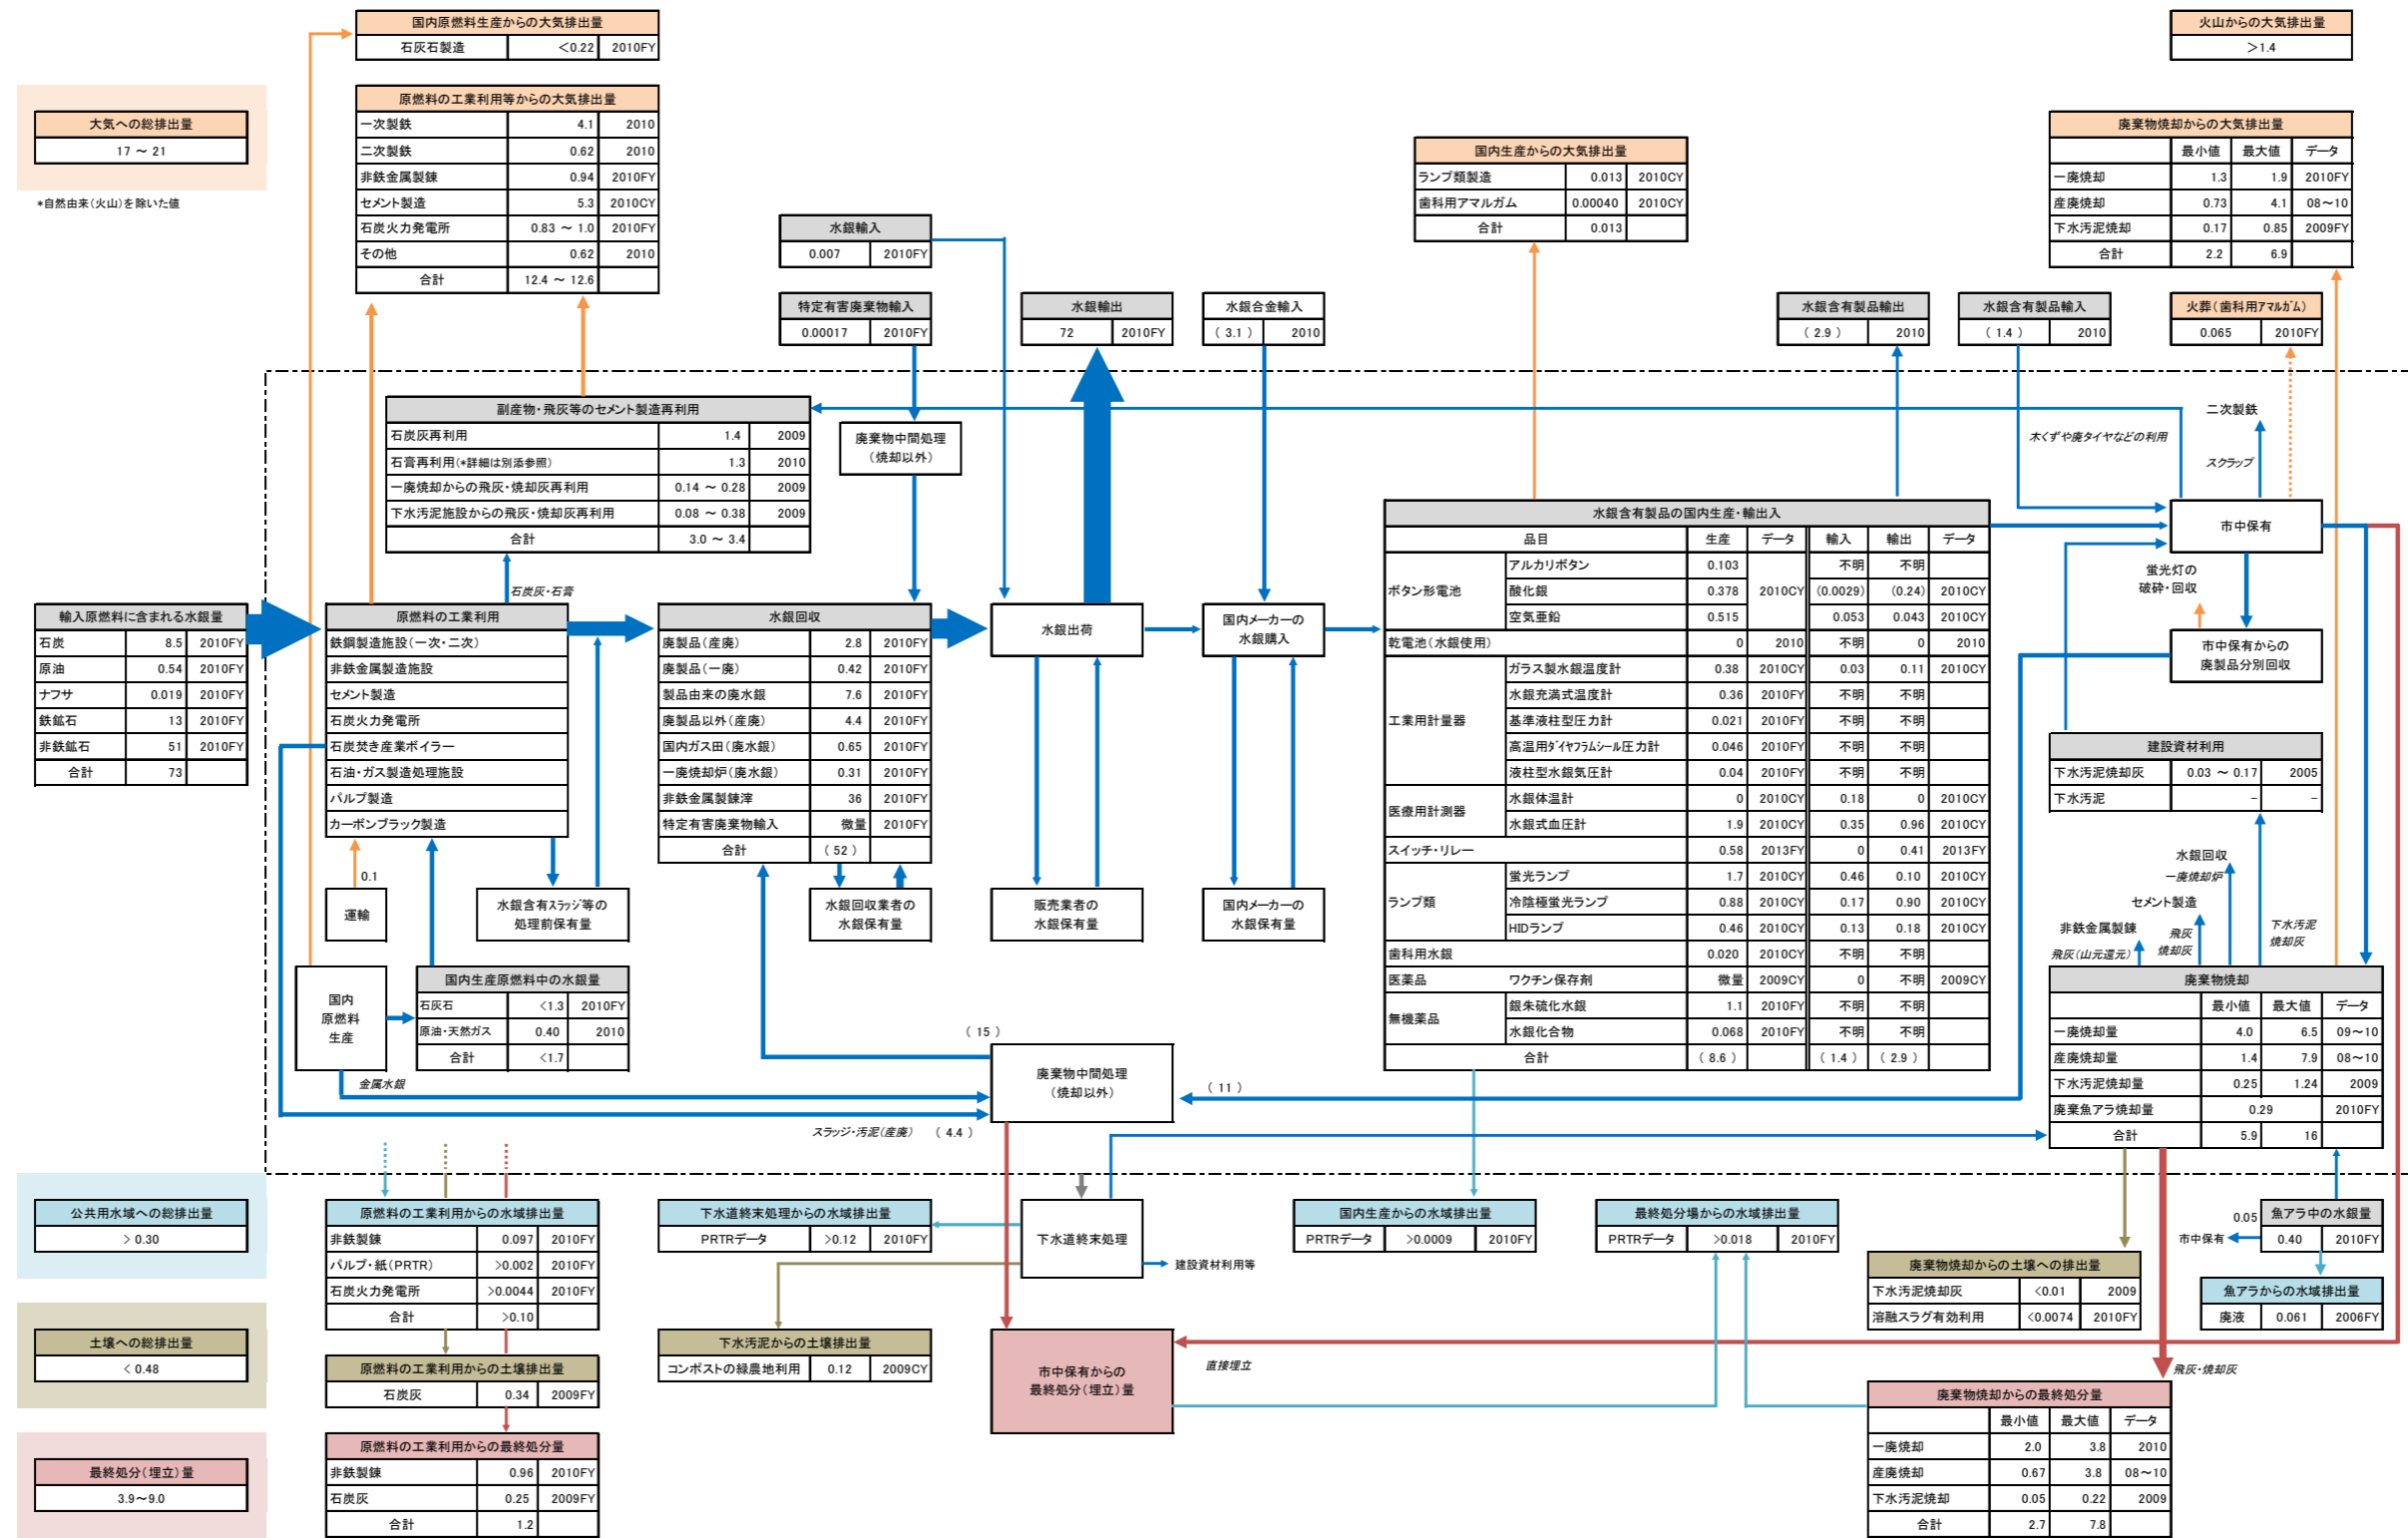 国内原燃料生産からの大気排出量
石灰石製造 <0.22 2010FY
火山からの大気排出量
>1.4
大気への総排出量
17 ～ 21
*自然由来(火山)を除いた値
原燃料の工業利用等からの大気排出量
一次製鉄 4.1 2010
二次製鉄 0.62 2010
非鉄金属製錬 0.94 2010FY
セメント製造 5.3 2010CY
石炭火力発電所 0.83 ～ 1.0 2010FY
その他 0.62 2010
合計 12.4 ～ 12.6
国内生産からの大気排出量
ランプ類製造 0.013 2010CY
歯科用アマルガム 0.00040 2010CY
合計 0.013
廃棄物焼却からの大気排出量
最小値 最大値 データ
一廃焼却 1.3 1.9 2010FY
産廃焼却 0.73 4.1 08～10
下水汚泥焼却 0.17 0.85 2009FY
合計 2.2 6.9
水銀輸入
0.007 2010FY
特定有害廃棄物輸入
0.00017 2010FY
水銀輸出
72 2010FY
水銀合金輸入
( 3.1 ) 2010
水銀含有製品輸出
( 2.9 ) 2010
水銀含有製品輸入
( 1.4 ) 2010
火葬(歯科用アマルガム)
0.065 2010FY
副産物・飛灰等のセメント製造再利用
石炭灰再利用 1.4 2009
石膏再利用(*詳細は別添参照) 1.3 2010
一廃焼却からの飛灰・焼却灰再利用 0.14 ～ 0.28 2009
下水汚泥施設からの飛灰・焼却灰再利用 0.08 ～ 0.38 2009
合計 3.0 ～ 3.4
廃棄物中間処理
(焼却以外)
二次製鉄
木くずや廃タイヤなどの利用
スクラップ
市中保有
石炭灰・石膏
蛍光灯の
破砕・回収
市中保有からの
廃製品分別回収
輸入原燃料に含まれる水銀量
石炭 8.5 2010FY
原油 0.54 2010FY
ナフサ 0.019 2010FY
鉄鉱石 13 2010FY
非鉄鉱石 51 2010FY
合計 73
原燃料の工業利用
鉄鋼製造施設(一次・二次)
非鉄金属製造施設
セメント製造
石炭火力発電所
石炭焚き産業ボイラー
石油・ガス製造処理施設
パルプ製造
カーボンブラック製造
水銀回収
廃製品(産廃) 2.8 2010FY
廃製品(一廃) 0.42 2010FY
製品由来の廃水銀 7.6 2010FY
廃製品以外(産廃) 4.4 2010FY
国内ガス田(廃水銀) 0.65 2010FY
一廃焼却炉(廃水銀) 0.31 2010FY
非鉄金属製錬滓 36 2010FY
特定有害廃棄物輸入 微量 2010FY
合計 ( 52 )
水銀出荷
国内メーカーの
水銀購入
水銀含有製品の国内生産・輸出入
品目 生産 データ 輸入 輸出 データ
ボタン形電池 アルカリボタン 0.103 2010CY 不明 不明
酸化銀 0.378 (0.0029) (0.24) 2010CY
空気亜鉛 0.515 0.053 0.043 2010CY
乾電池(水銀使用) 0 2010 不明 0 2010
工業用計量器 ガラス製水銀温度計 0.38 2010CY 0.03 0.11 2010CY
水銀充満式温度計 0.36 2010FY 不明 不明
基準液柱型圧力計 0.021 2010FY 不明 不明
高温用ダイヤフラムシール圧力計 0.046 2010FY 不明 不明
液柱型水銀気圧計 0.04 2010FY 不明 不明
医療用計測器 水銀体温計 0 2010CY 0.18 0 2010CY
水銀式血圧計 1.9 2010CY 0.35 0.96 2010CY
スイッチ・リレー 0.58 2013FY 0 0.41 2013FY
ランプ類 蛍光ランプ 1.7 2010CY 0.46 0.10 2010CY
冷陰極蛍光ランプ 0.88 2010CY 0.17 0.90 2010CY
HIDランプ 0.46 2010CY 0.13 0.18 2010CY
歯科用水銀 0.020 2010CY 不明 不明
医薬品 ワクチン保存剤 微量 2009CY 0 不明 2009CY
無機薬品 銀朱硫化水銀 1.1 2010FY 不明 不明
水銀化合物 0.068 2010FY 不明 不明
合計 ( 8.6 ) ( 1.4 ) ( 2.9 )
建設資材利用
下水汚泥焼却灰 0.03 ～ 0.17 2005
下水汚泥 - -
0.1
運輸
水銀含有スラッジ等の
処理前保有量
水銀回収業者の
水銀保有量
販売業者の
水銀保有量
国内メーカーの
水銀保有量
水銀回収
一廃焼却炉
セメント製造
飛灰
焼却灰
非鉄金属製錬
飛灰(山元還元)
下水汚泥
焼却灰
国内
原燃料
生産
国内生産原燃料中の水銀量
石灰石 <1.3 2010FY
原油・天然ガス 0.40 2010
合計 <1.7
金属水銀
( 15 )
廃棄物中間処理
(焼却以外)
( 11 )
スラッジ・汚泥(産廃) ( 4.4 )
廃棄物焼却
最小値 最大値 データ
一廃焼却量 4.0 6.5 09～10
産廃焼却量 1.4 7.9 08～10
下水汚泥焼却量 0.25 1.24 2009
廃棄魚アラ焼却量 0.29 2010FY
合計 5.9 16
公共用水域への総排出量
> 0.30
原燃料の工業利用からの水域排出量
非鉄製錬 0.097 2010FY
パルプ・紙(PRTR) >0.002 2010FY
石炭火力発電所 >0.0044 2010FY
合計 >0.10
下水道終末処理からの水域排出量
PRTRデータ >0.12 2010FY
下水道終末処理
建設資材利用等
国内生産からの水域排出量
PRTRデータ >0.0009 2010FY
最終処分場からの水域排出量
PRTRデータ >0.018 2010FY
0.05
市中保有
魚アラ中の水銀量
0.40 2010FY
廃棄物焼却からの土壌への排出量
下水汚泥焼却灰 <0.01 2009
溶融スラグ有効利用 <0.0074 2010FY
魚アラからの水域排出量
廃液 0.061 2006FY
土壌への総排出量
< 0.48
原燃料の工業利用からの土壌排出量
石炭灰 0.34 2009FY
下水汚泥からの土壌排出量
コンポストの緑農地利用 0.12 2009CY
市中保有からの
最終処分(埋立)量
直接埋立
飛灰・焼却灰
最終処分(埋立)量
3.9～9.0
原燃料の工業利用からの最終処分量
非鉄製錬 0.96 2010FY
石炭灰 0.25 2009FY
合計 1.2
廃棄物焼却からの最終処分量
最小値 最大値 データ
一廃焼却 2.0 3.8 2010
産廃焼却 0.67 3.8 08～10
下水汚泥焼却 0.05 0.22 2009
合計 2.7 7.8